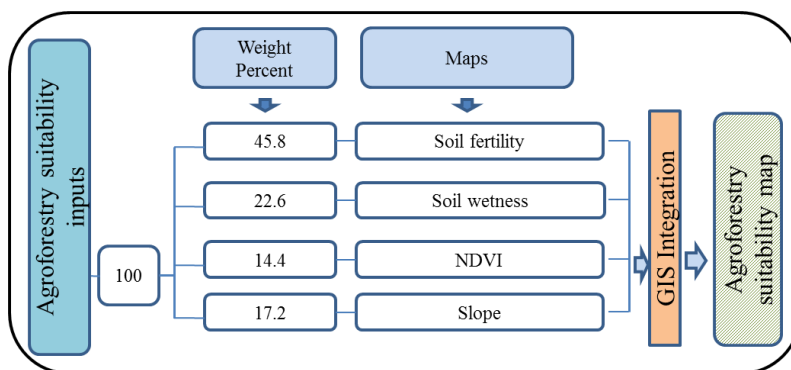 Agroforestry suitability
inputs
100
Weight
Percent
Maps
45.8
Soil fertility
22.6
Soil wetness
14.4
NDVI
17.2
Slope
GIS Integration
Agroforestry
suitability map